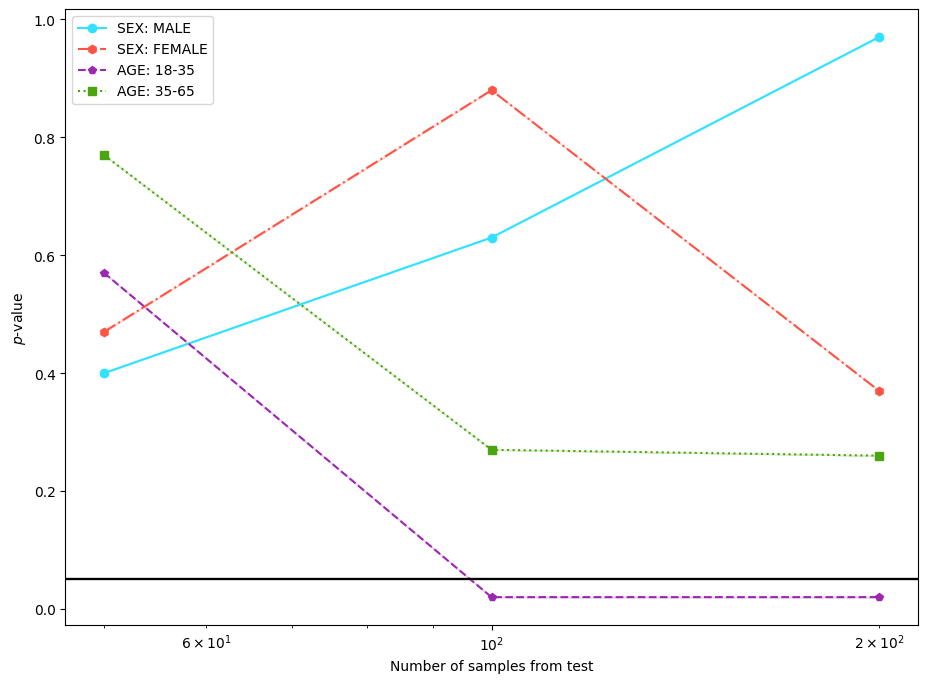 SEX: MALE
SEX: FEMALE
AGE: 18-35
AGE: 35-65
1.0
0.8
0.6
0.4
0.2
0.0
p-value
6 × 10¹
10²
2 × 10²
Number of samples from test